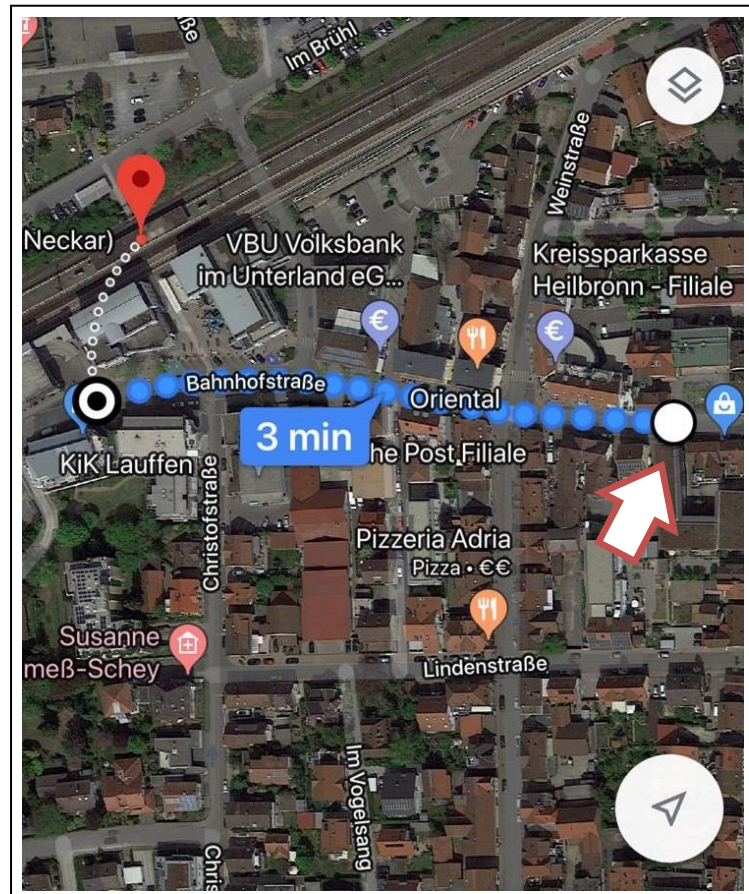 Im Brühl
Weinstraße
Neckar)
VBU Volksbank
im Unterland eG...
Kreissparkasse
Heilbronn - Filiale
€
€
Bahnhofstraße
Oriental
3 min
he Post Filiale
KiK Lauffen
Christofstraße
Pizzeria Adria
Pizza • €€
Susanne
meß-Schey
Lindenstraße
Im Vogelsang
Chris